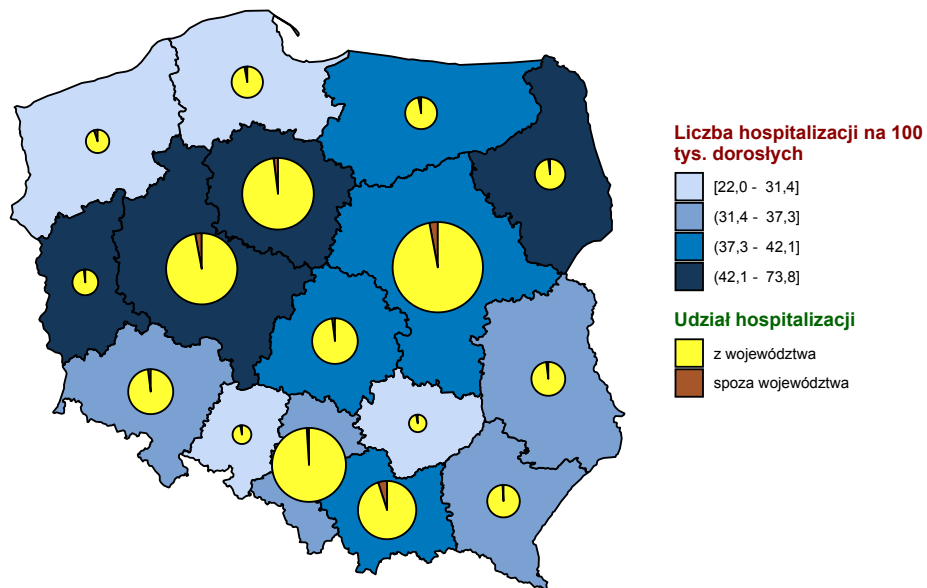 Liczba hospitalizacji na 100
tys. dorosłych
[22,0 - 31,4]
(31,4 - 37,3]
(37,3 - 42,1]
(42,1 - 73,8]
Udział hospitalizacji
z województwa
spoza województwa